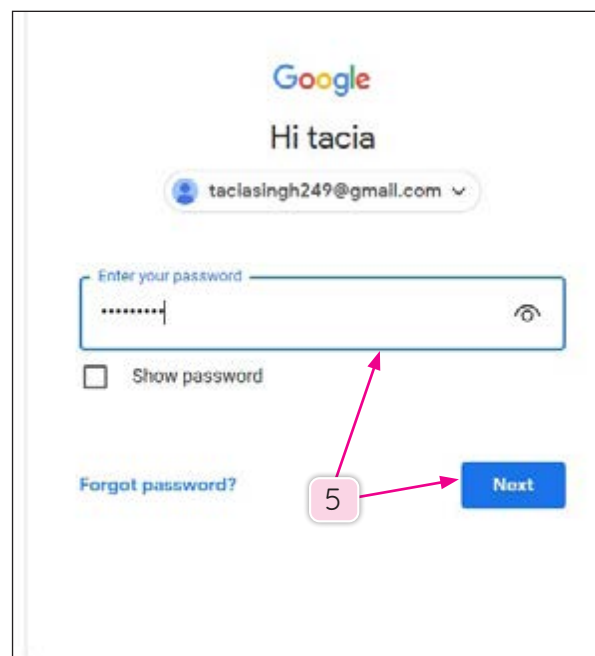 Google
Hi tacia
taciasingh249@gmail.com
Enter your password
•••••••••
Show password
Forgot password?
5
Next